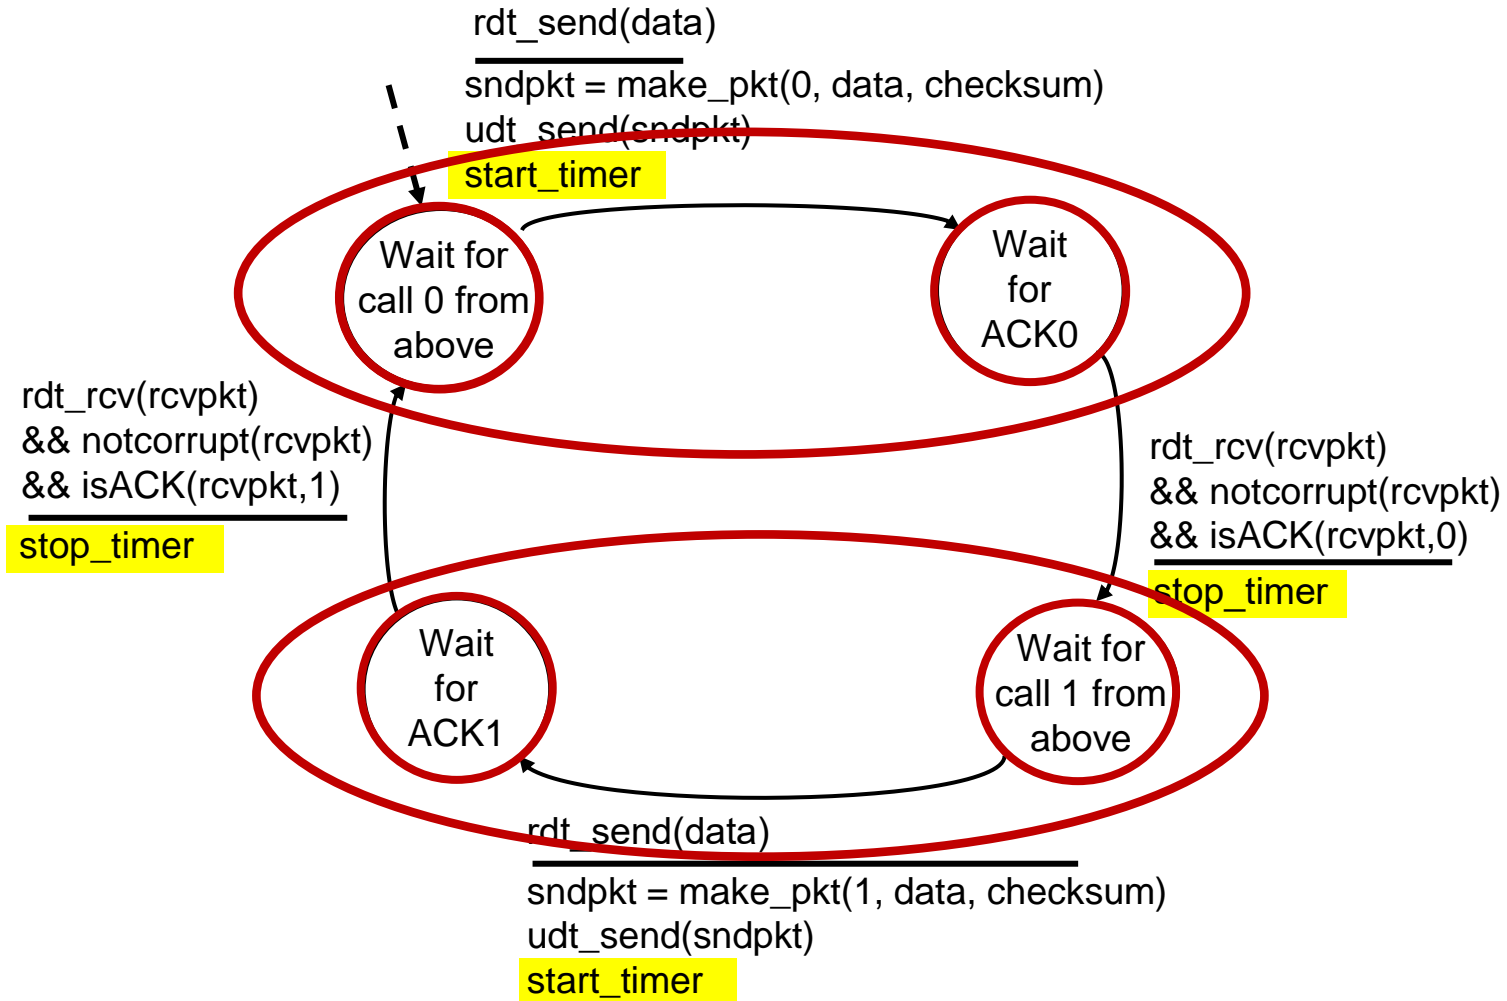 rdt_send(data)
sndpkt = make_pkt(0, data, checksum)
udt_send(sndpkt)
start_timer
Wait for
call 0 from
above
Wait
for
ACK0
rdt_rcv(rcvpkt)
&& notcorrupt(rcvpkt)
&& isACK(rcvpkt,1)
stop_timer
rdt_rcv(rcvpkt)
&& notcorrupt(rcvpkt)
&& isACK(rcvpkt,0)
stop_timer
Wait
for
ACK1
Wait for
call 1 from
above
rdt_send(data)
sndpkt = make_pkt(1, data, checksum)
udt_send(sndpkt)
start_timer